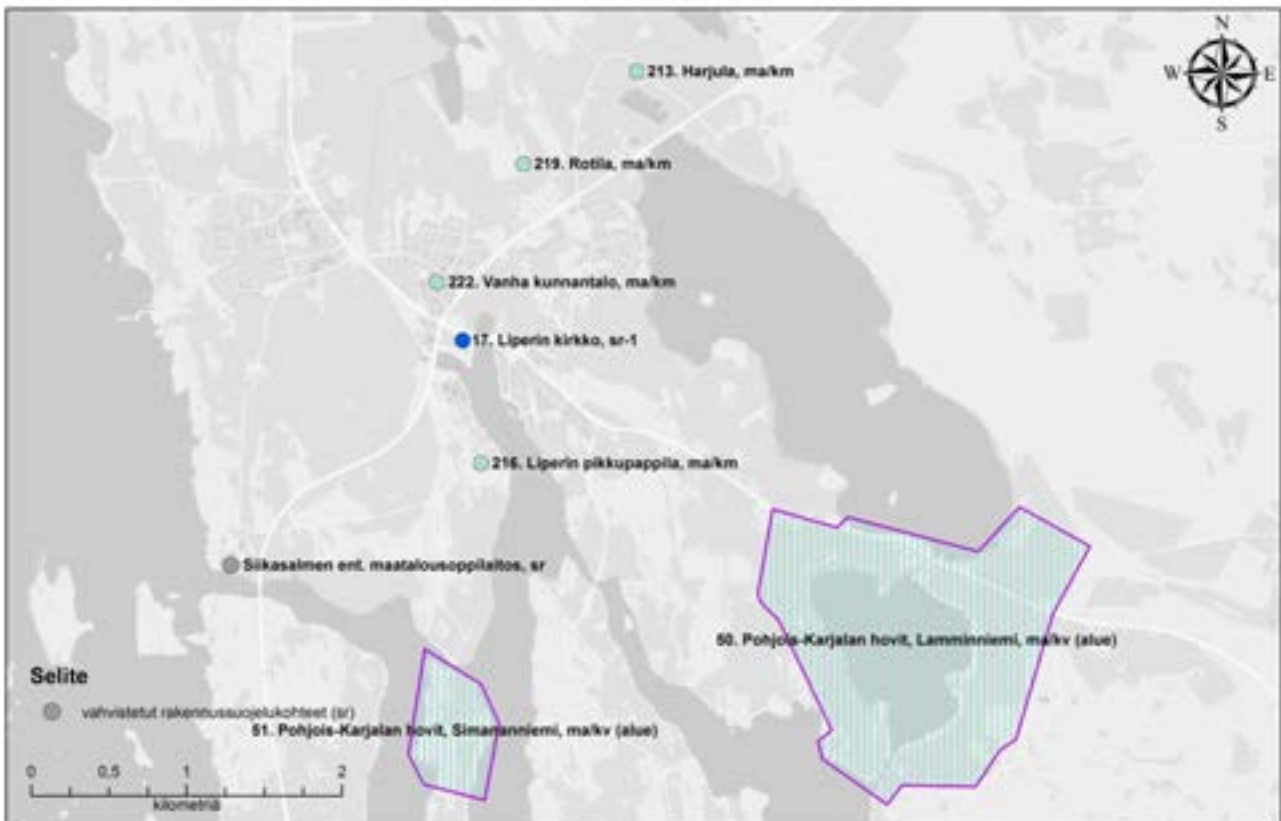 N
W E
S
213. Harjula, ma/km
219. Rotila, ma/km
222. Vanha kunnantalo, ma/km
17. Liperin kirkko, sr-1
216. Liperin pikkupappila, ma/km
Siikasalmen ent. maatalousoppilaitos, sr
50. Pohjois-Karjalan hovit, Lamminniemi, ma/kv (alue)
51. Pohjois-Karjalan hovit, Simananniemi, ma/kv (alue)
Selite
vahvistetut rakennussuojelukohteet (sr)
0 0,5 1 2
kilometriä